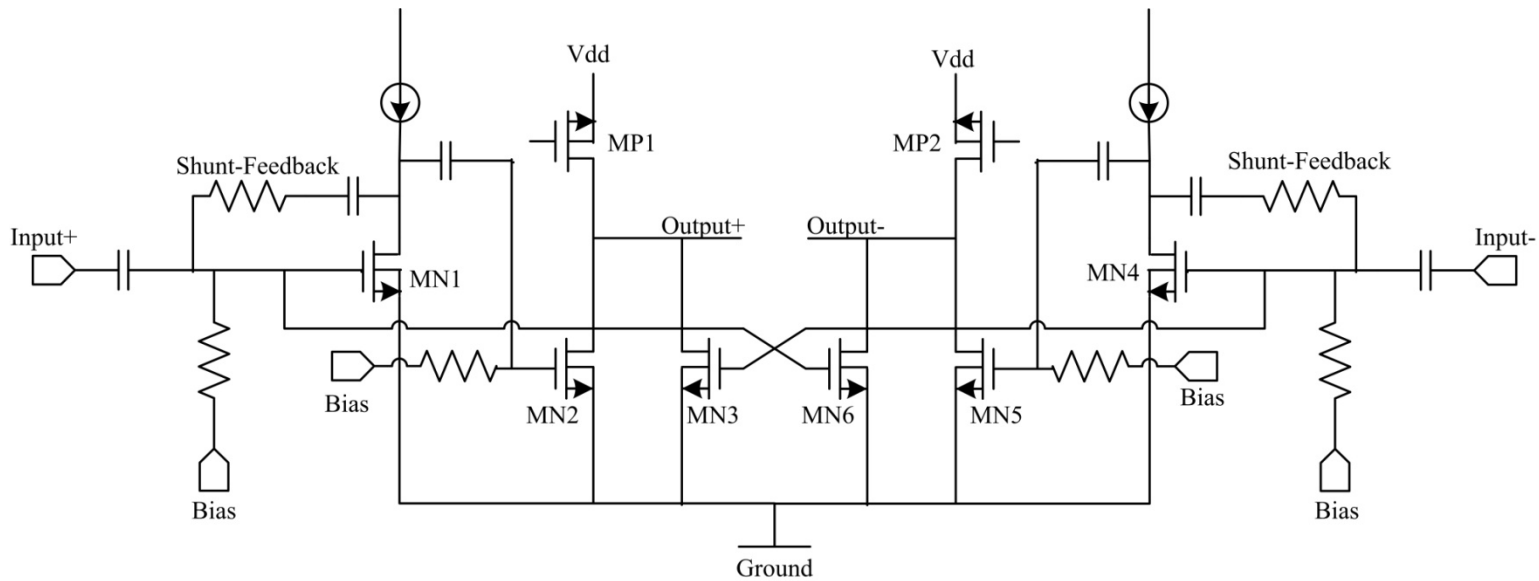 Vdd
Vdd
MP1
MP2
Shunt-Feedback
Shunt-Feedback
Input+
Output+
Output-
Input-
MN1
MN4
Bias
MN2
MN3
MN6
MN5
Bias
Bias
Bias
Ground